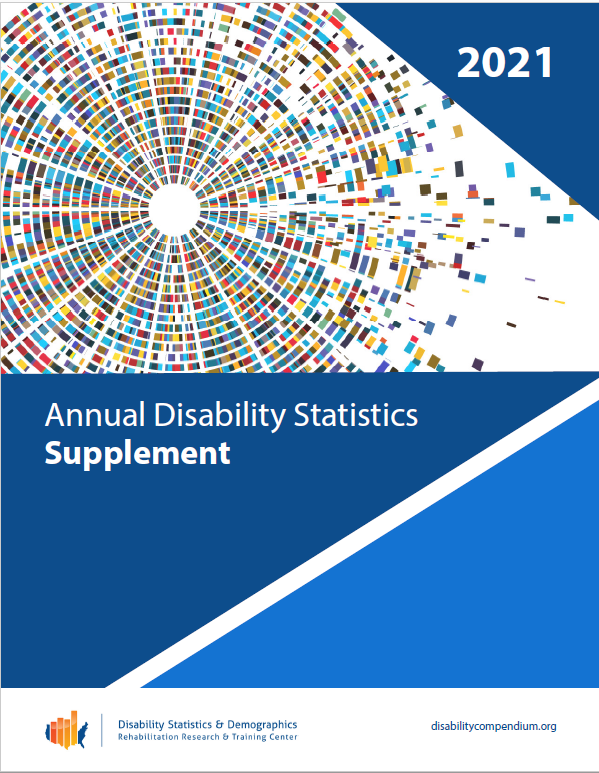 2021
Annual Disability Statistics
Supplement
Disability Statistics & Demographics
Rehabilitation Research & Training Center
disabilitycompendium.org